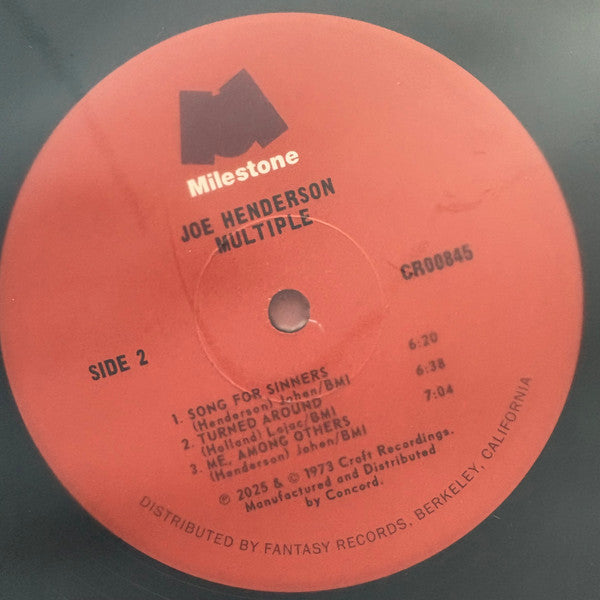 Milestone
JOE HENDERSON
MULTIPLE
CR00845
SIDE 2
1. SONG FOR SINNERS 6:20
(Henderson) Johen/BMI
2. TURNED AROUND 6:38
(Holland) Lojac/BMI
3. ME, AMONG OTHERS 7:04
(Henderson) Johen/BMI
℗ 2025 & © 1973 Craft Recordings.
Manufactured and Distributed
by Concord.
DISTRIBUTED BY FANTASY RECORDS, BERKELEY, CALIFORNIA